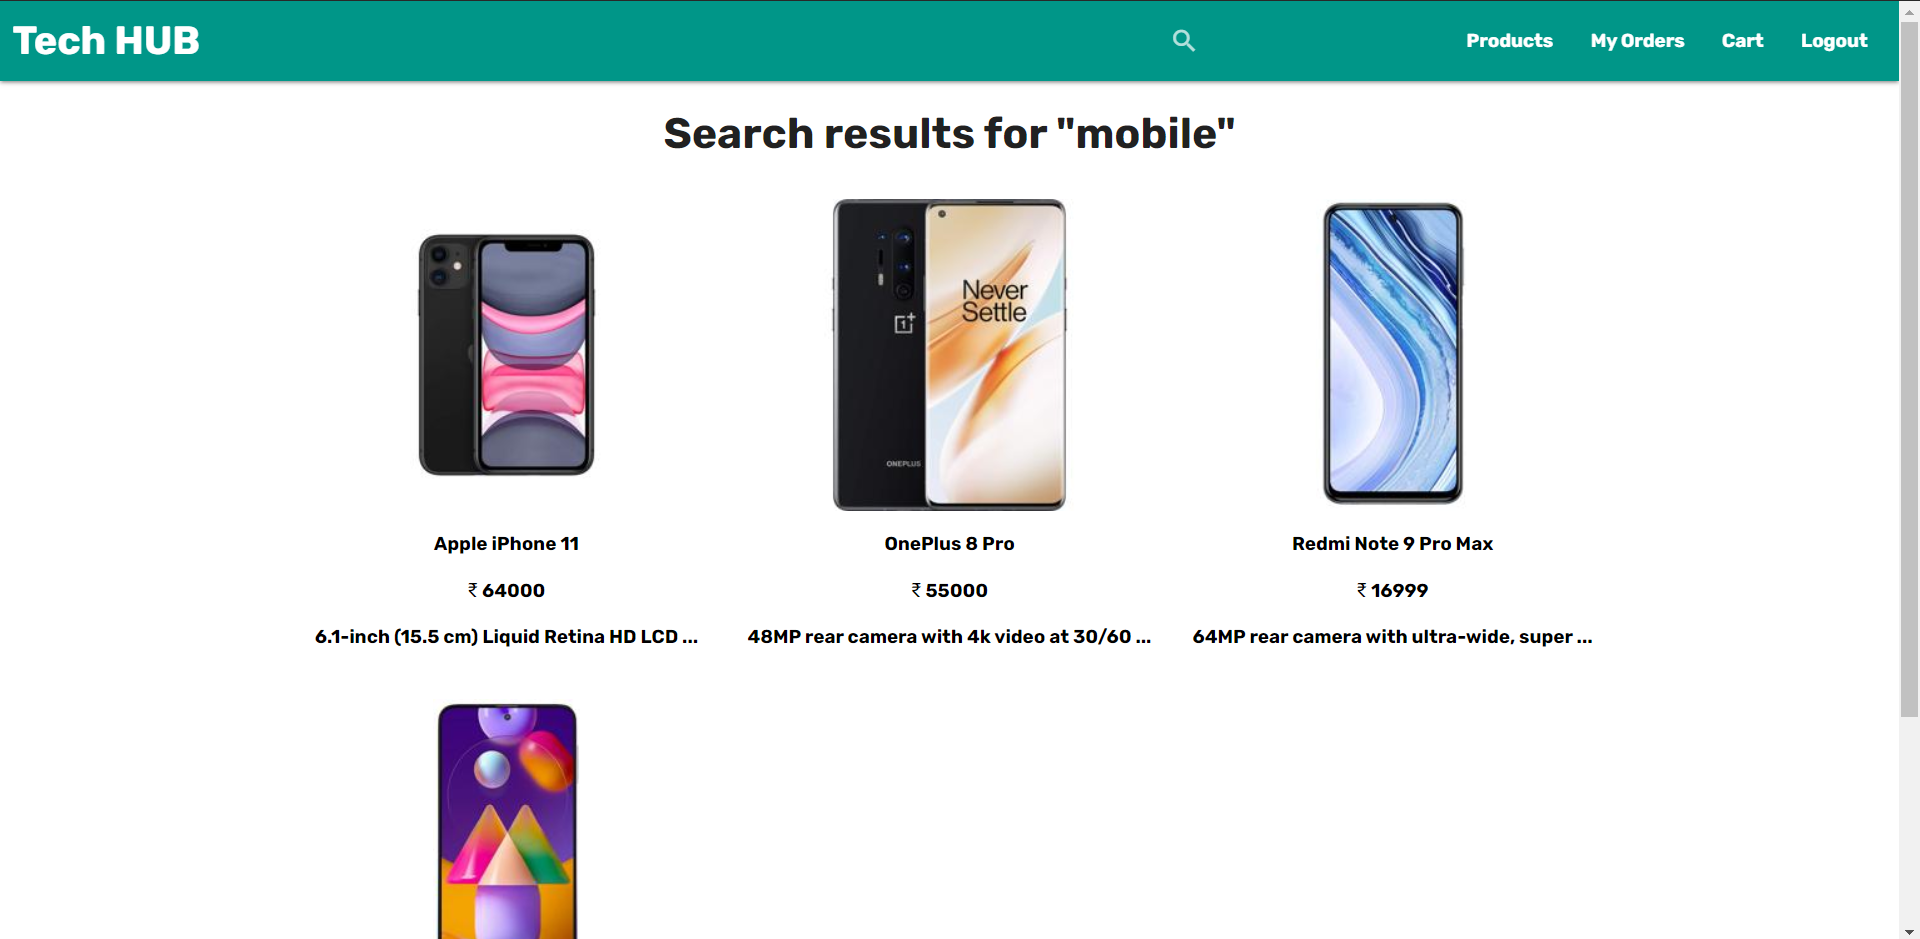 Tech HUB
Products My Orders Cart Logout
Search results for "mobile"
Never
Settle
ONEPLUS
Apple iPhone 11
OnePlus 8 Pro
Redmi Note 9 Pro Max
₹ 64000
₹ 55000
₹ 16999
6.1-inch (15.5 cm) Liquid Retina HD LCD ...
48MP rear camera with 4k video at 30/60 ...
64MP rear camera with ultra-wide, super ...